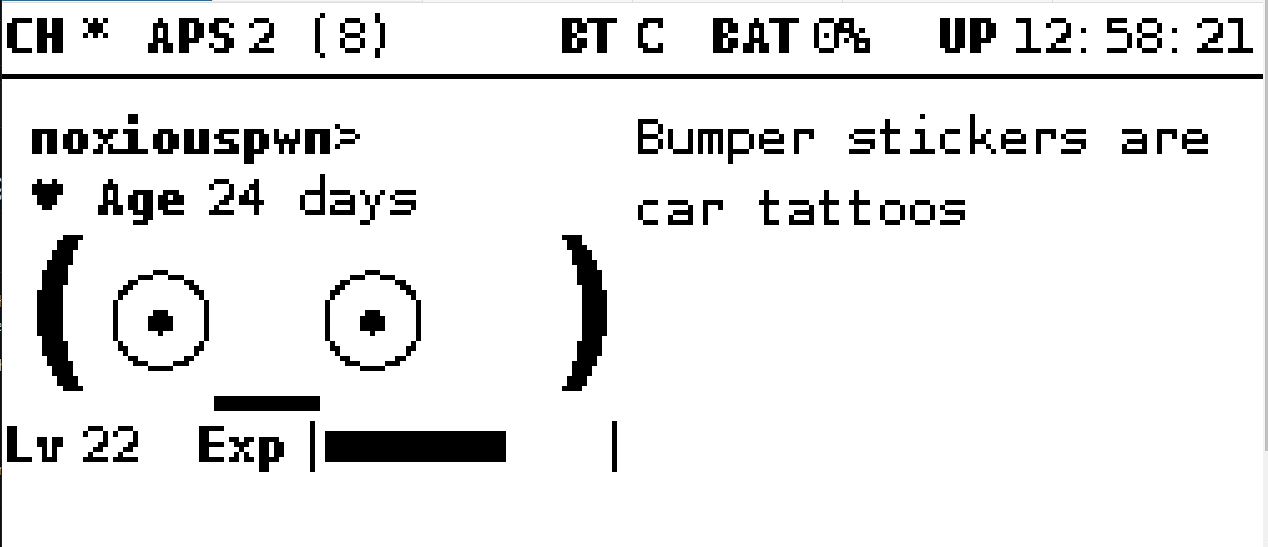 CH * APS 2 (8) BT C BAT 0% UP 12:58:21
noxiouspwn>
Bumper stickers are
♥ Age 24 days
car tattoos
Lv 22 Exp